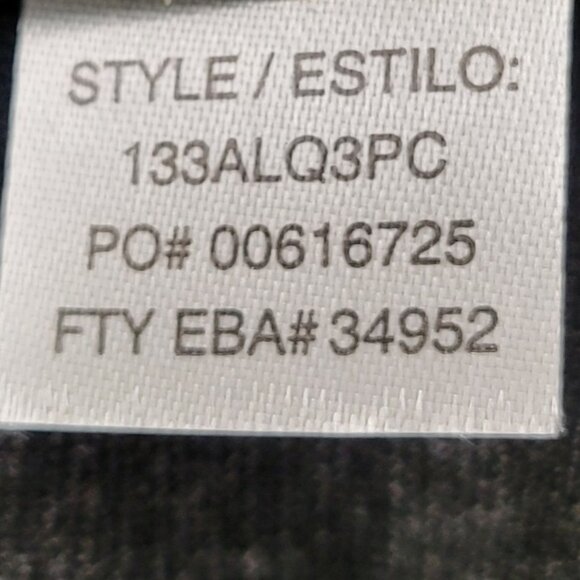 STYLE / ESTILO:
133ALQ3PC
PO# 00616725
FTY EBA# 34952